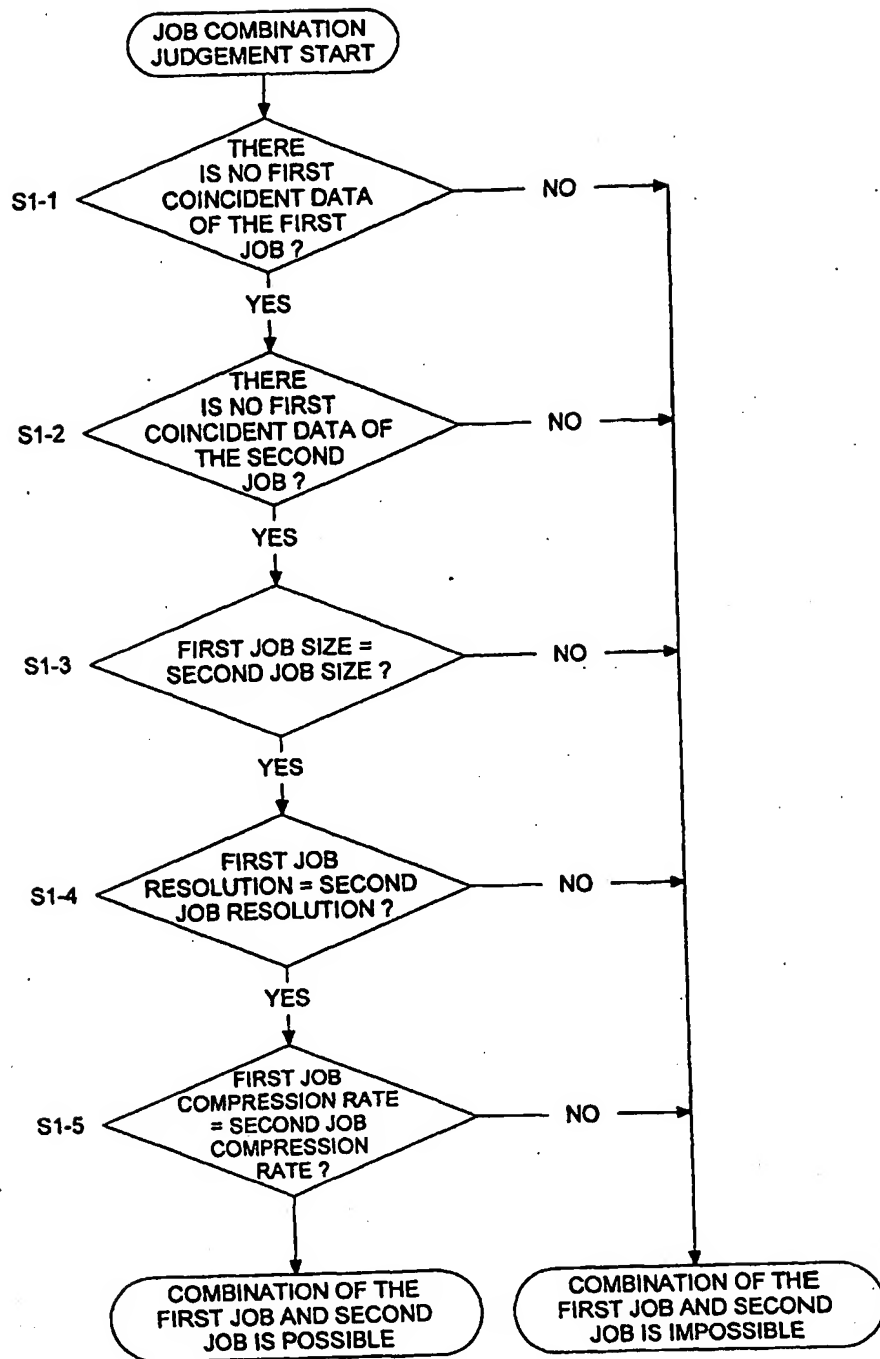 JOB COMBINATION
JUDGEMENT START
THERE
IS NO FIRST
COINCIDENT DATA
OF THE FIRST
JOB ?
S1-1
NO
YES
THERE
IS NO FIRST
COINCIDENT DATA OF
THE SECOND
JOB ?
S1-2
NO
YES
FIRST JOB SIZE =
SECOND JOB SIZE ?
S1-3
NO
YES
FIRST JOB
RESOLUTION = SECOND
JOB RESOLUTION ?
S1-4
NO
YES
FIRST JOB
COMPRESSION RATE
= SECOND JOB
COMPRESSION
RATE ?
S1-5
NO
COMBINATION OF THE
FIRST JOB AND SECOND
JOB IS POSSIBLE
COMBINATION OF THE
FIRST JOB AND SECOND
JOB IS IMPOSSIBLE